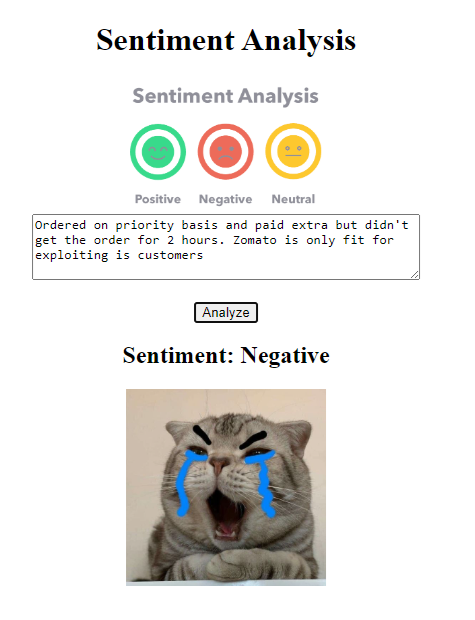 Sentiment Analysis
Sentiment Analysis
Positive Negative Neutral
Ordered on priority basis and paid extra but didn't
get the order for 2 hours. Zomato is only fit for
exploiting is customers
Analyze
Sentiment: Negative